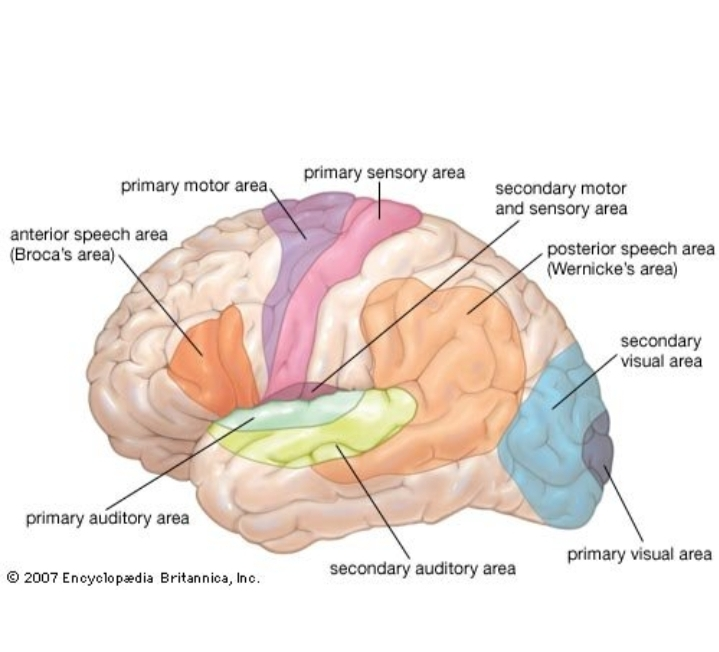 primary sensory area
primary motor area
secondary motor
and sensory area
anterior speech area
(Broca's area)
posterior speech area
(Wernicke's area)
secondary
visual area
primary auditory area
primary visual area
secondary auditory area
© 2007 Encyclopædia Britannica, Inc.